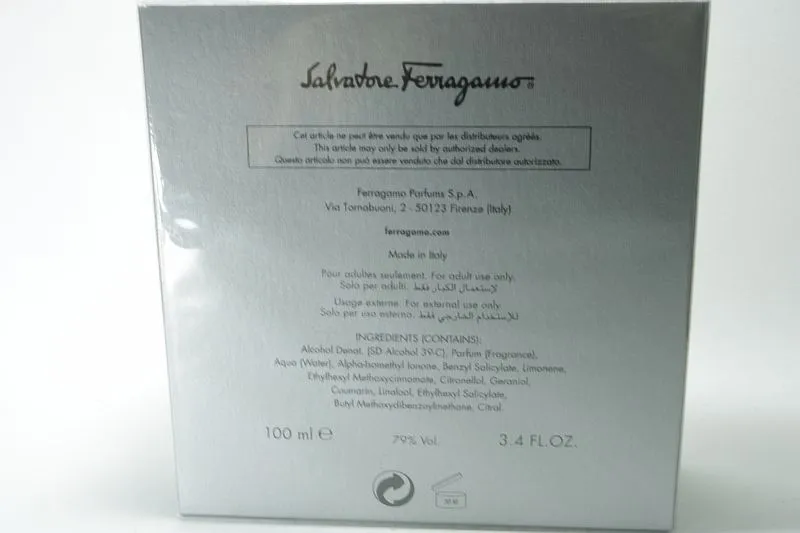 Salvatore Ferragamo®
Cet article ne peut être vendu que par les distributeurs agréés.
This article may only be sold by authorized dealers.
Questo articolo non può essere venduto che dal distributore autorizzato.
Ferragamo Parfums S.p.A.
Via Tornabuoni, 2 - 50123 Firenze (Italy)
ferragamo.com
Made in Italy
Pour adultes seulement. For adult use only.
Solo per adulti. لإستعمال الكبار فقط
Usage externe. For external use only
Solo per uso esterno. للإستخدام الخارجي فقط
INGREDIENTS (CONTAINS):
Alcohol Denat. (SD Alcohol 39-C), Parfum (Fragrance),
Aqua (Water), Alpha-Isomethyl Ionone, Benzyl Salicylate, Limonene,
Ethylhexyl Methoxycinnamate, Citronellol, Geraniol,
Coumarin, Linalool, Ethylhexyl Salicylate,
Butyl Methoxydibenzoylmethane, Citral.
100 ml ℮ 79% Vol. 3.4 FL.OZ.